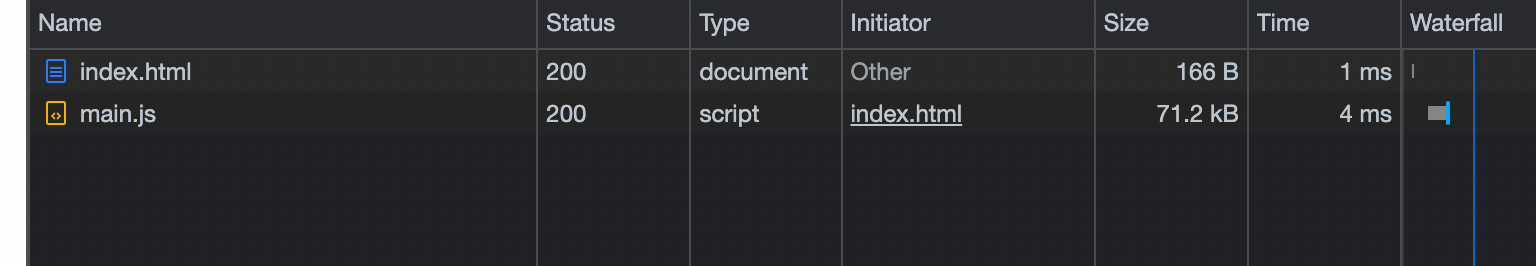 Name Status Type Initiator Size Time Waterfall
index.html 200 document Other 166 B 1 ms
main.js 200 script index.html 71.2 kB 4 ms